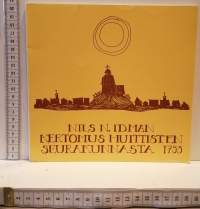 NILS N. IDMAN
KERTOMUS HUITTISTEN
SEURAKUNNASTA 1755